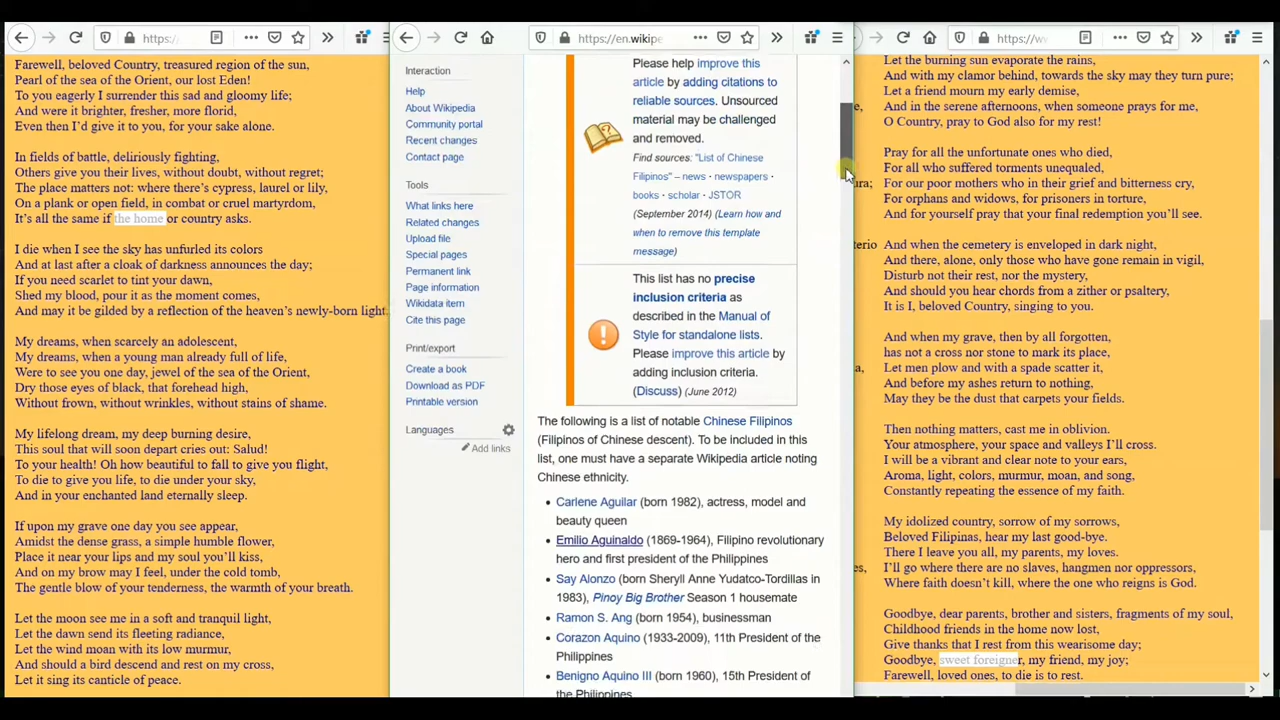 https://
Farewell, beloved Country, treasured region of the sun,
Pearl of the sea of the Orient, our lost Eden!
To you eagerly I surrender this sad and gloomy life;
And were it brighter, fresher, more florid,
Even then I'd give it to you, for your sake alone.
In fields of battle, deliriously fighting,
Others give you their lives, without doubt, without regret;
The place matters not: where there's cypress, laurel or lily,
On a plank or open field, in combat or cruel martyrdom,
It's all the same if the home or country asks.
I die when I see the sky has unfurled its colors
And at last after a cloak of darkness announces the day;
If you need scarlet to tint your dawn,
Shed my blood, pour it as the moment comes,
And may it be gilded by a reflection of the heaven's newly-born light.
My dreams, when scarcely an adolescent,
My dreams, when a young man already full of life,
Were to see you one day, jewel of the sea of the Orient,
Dry those eyes of black, that forehead high,
Without frown, without wrinkles, without stains of shame.
My lifelong dream, my deep burning desire,
This soul that will soon depart cries out: Salud!
To your health! Oh how beautiful to fall to give you flight,
To die to give you life, to die under your sky,
And in your enchanted land eternally sleep.
If upon my grave one day you see appear,
Amidst the dense grass, a simple humble flower,
Place it near your lips and my soul you'll kiss,
And on my brow may I feel, under the cold tomb,
The gentle blow of your tenderness, the warmth of your breath.
Let the moon see me in a soft and tranquil light,
Let the dawn send its fleeting radiance,
Let the wind moan with its low murmur,
And should a bird descend and rest on my cross,
Let it sing its canticle of peace.
https://en.wikipe
Interaction
Help
About Wikipedia
Community portal
Recent changes
Contact page
Tools
What links here
Related changes
Upload file
Special pages
Permanent link
Page information
Wikidata item
Cite this page
Print/export
Create a book
Download as PDF
Printable version
Languages
Add links
Please help improve this
article by adding citations to
reliable sources. Unsourced
material may be challenged
and removed.
Find sources: "List of Chinese
Filipinos" – news · newspapers ·
books · scholar · JSTOR
(September 2014) (Learn how and
when to remove this template
message)
This list has no precise
inclusion criteria as
described in the Manual of
Style for standalone lists.
Please improve this article by
adding inclusion criteria.
(Discuss) (June 2012)
The following is a list of notable Chinese Filipinos
(Filipinos of Chinese descent). To be included in this
list, one must have a separate Wikipedia article noting
Chinese ethnicity.
• Carlene Aguilar (born 1982), actress, model and
beauty queen
• Emilio Aguinaldo (1869-1964), Filipino revolutionary
hero and first president of the Philippines
• Say Alonzo (born Sheryll Anne Yudatco-Tordillas in
1983), Pinoy Big Brother Season 1 housemate
• Ramon S. Ang (born 1954), businessman
• Corazon Aquino (1933-2009), 11th President of the
Philippines
• Benigno Aquino III (born 1960), 15th President of
the Philippines
https://w
Let the burning sun evaporate the rains,
And with my clamor behind, towards the sky may they turn pure;
Let a friend mourn my early demise,
And in the serene afternoons, when someone prays for me,
O Country, pray to God also for my rest!
Pray for all the unfortunate ones who died,
For all who suffered torments unequaled,
ura; For our poor mothers who in their grief and bitterness cry,
For orphans and widows, for prisoners in torture,
And for yourself pray that your final redemption you'll see.
terio And when the cemetery is enveloped in dark night,
And there, alone, only those who have gone remain in vigil,
Disturb not their rest, nor the mystery,
And should you hear chords from a zither or psaltery,
It is I, beloved Country, singing to you.
And when my grave, then by all forgotten,
has not a cross nor stone to mark its place,
Let men plow and with a spade scatter it,
And before my ashes return to nothing,
May they be the dust that carpets your fields.
Then nothing matters, cast me in oblivion.
Your atmosphere, your space and valleys I'll cross.
I will be a vibrant and clear note to your ears,
Aroma, light, colors, murmur, moan, and song,
Constantly repeating the essence of my faith.
My idolized country, sorrow of my sorrows,
Beloved Filipinas, hear my last good-bye.
There I leave you all, my parents, my loves.
I'll go where there are no slaves, hangmen nor oppressors,
es, Where faith doesn't kill, where the one who reigns is God.
Goodbye, dear parents, brother and sisters, fragments of my soul,
Childhood friends in the home now lost,
Give thanks that I rest from this wearisome day;
Goodbye, sweet foreigner, my friend, my joy;
Farewell, loved ones, to die is to rest.